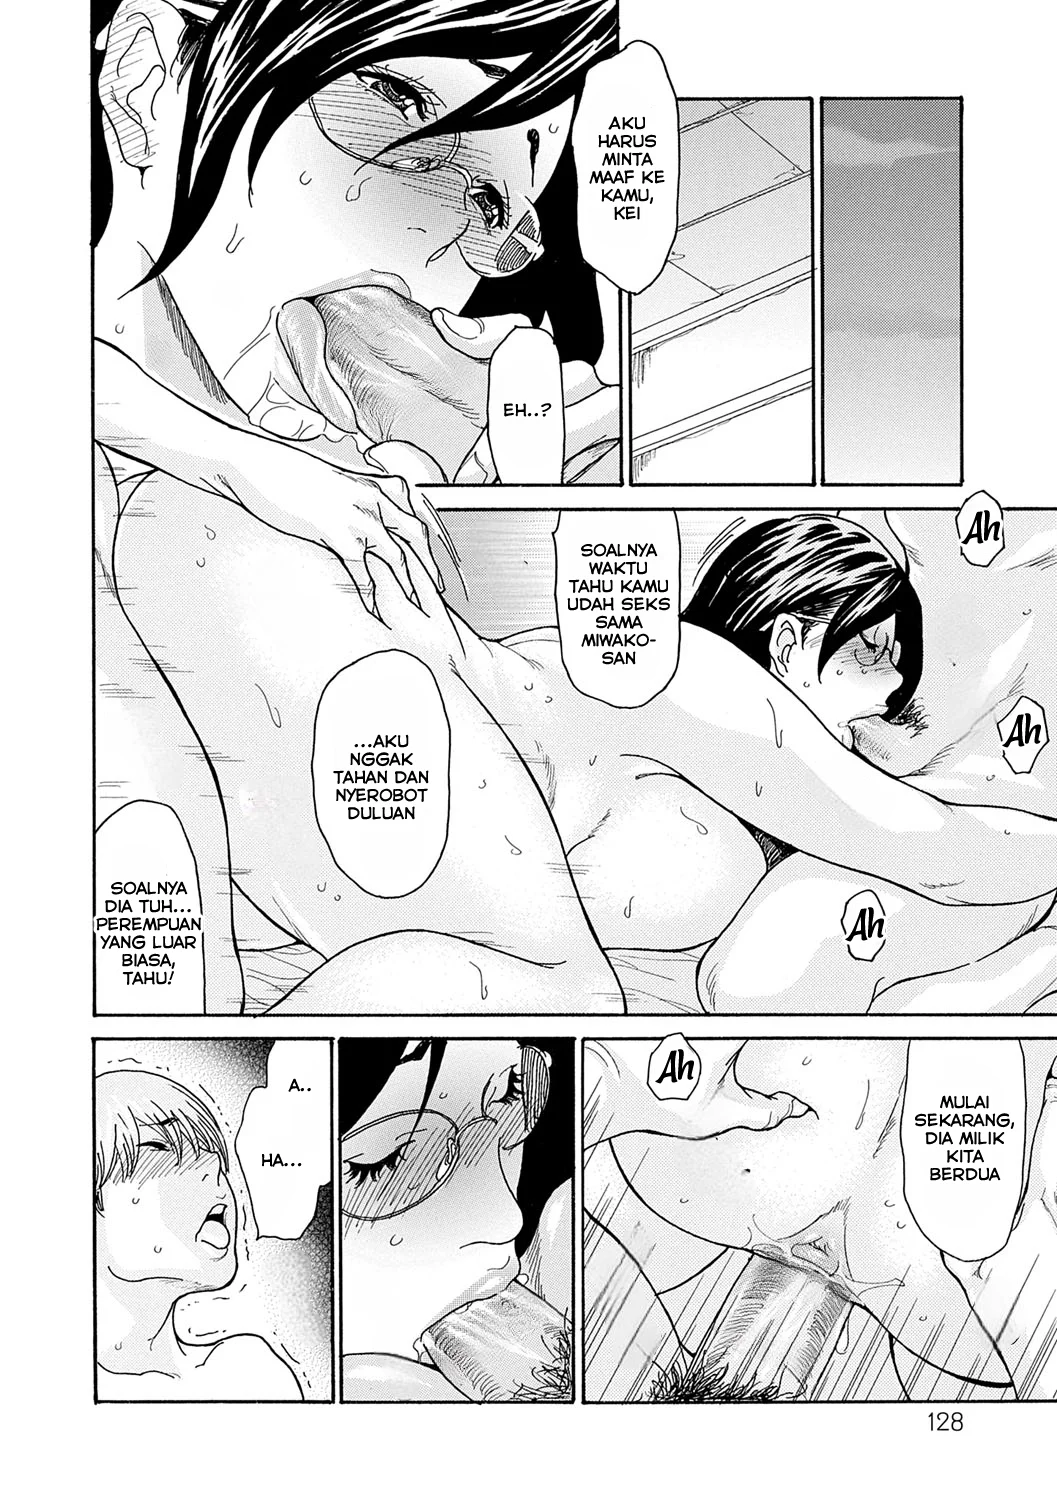 AKU
HARUS
MINTA
MAAF KE
KAMU,
KEI
EH..?
SOALNYA
WAKTU
TAHU KAMU
UDAH SEKS
SAMA
MIWAKO-
SAN
Ah
Ah
Ah
...AKU
NGGAK
TAHAN DAN
NYEROBOT
DULUAN
SOALNYA
DIA TUH...
PEREMPUAN
YANG LUAR
BIASA,
TAHU!
MULAI
SEKARANG,
DIA MILIK
KITA
BERDUA
Ah
A..
HA...
128